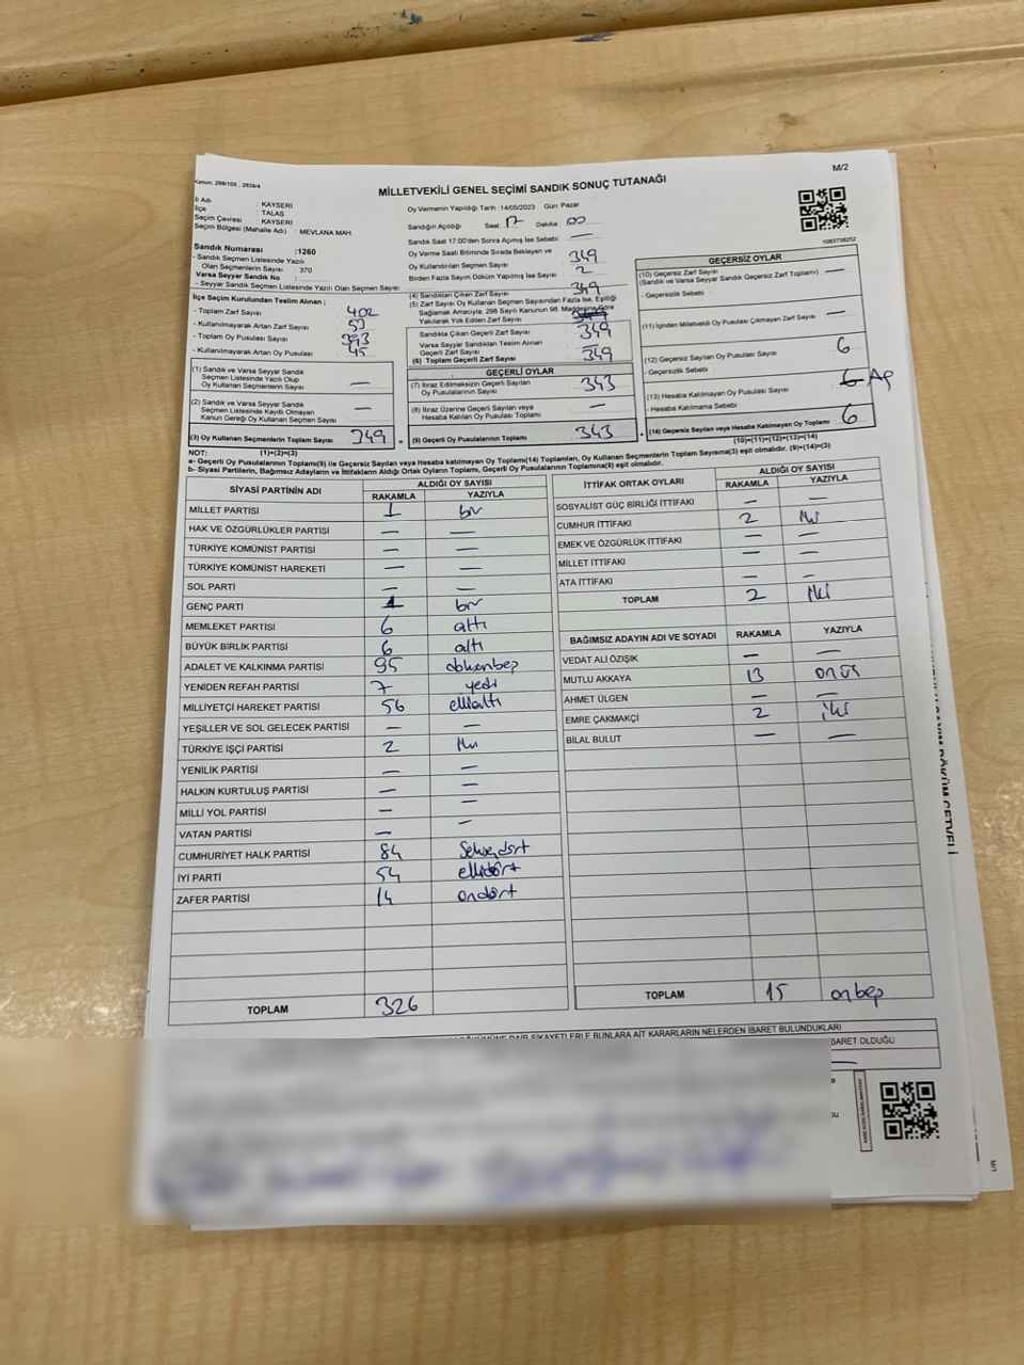 M/2
MİLLETVEKİLİ GENEL SEÇİMİ SANDIK SONUÇ TUTANAĞI
İl Adı : KAYSERİ
İlçe : TALAS
Seçim Çevresi : KAYSERİ
Seçim Bölgesi (Mahalle Adı) : MEVLANA MAH.
Oy Vermenin Yapıldığı Tarih :14/05/2023 Gün: Pazar
Sandığın Açıldığı Saat: 17 Dakika 00
Sandık Saat 17:00'den Sonra Açılmış İse Sebebi: —
Oy Verme Saati Bitiminde Sırada Bekleyen ve
Oy Kullandırılan Seçmen Sayısı 349
Birden Fazla Sayım Döküm Yapılmış İse Sayısı 2
Sandık Numarası :1260
- Sandık Seçmen Listesinde Yazılı
Olan Seçmenlerin Sayısı : 370
Varsa Seyyar Sandık No :
- Seyyar Sandık Seçmen Listesinde Yazılı Olan Seçmen Sayısı:
İlçe Seçim Kurulundan Teslim Alınan ;
- Toplam Zarf Sayısı 402
- Kullanılmayarak Artan Zarf Sayısı 53
- Toplam Oy Pusulası Sayısı 393
- Kullanılmayarak Artan Oy Pusulası 45
(1) Sandık ve Varsa Seyyar Sandık
Seçmen Listesinde Yazılı Olup
Oy Kullanan Seçmenlerin Sayısı —
(2) Sandık ve Varsa Seyyar Sandık
Seçmen Listesinde Kayıtlı Olmayan
Kanun Gereği Oy Kullanan Seçmen Sayısı —
(3) Oy Kullanan Seçmenlerin Toplam Sayısı 349
(1)+(2)=(3)
(4) Sandıktan Çıkan Zarf Sayısı 349
(5) Zarf Sayısı Oy Kullanan Seçmen Sayısından Fazla İse, Eşitliği
Sağlamak Amacıyla, 298 Sayılı Kanunun 98. Maddesine Göre
Yakılarak Yok Edilen Zarf Sayısı
Sandıkta Çıkan Geçerli Zarf Sayısı 349
Varsa Seyyar Sandıktan Teslim Alınan
Geçerli Zarf Sayısı —
(6) Toplam Geçerli Zarf Sayısı 349
GEÇERLİ OYLAR
(7) İtiraz Edilmeksizin Geçerli Sayılan
Oy Pusulalarının Sayısı 343
(8) İtiraz Üzerine Geçerli Sayılan veya
Hesaba Katılan Oy Pusulası Toplamı —
(9) Geçerli Oy Pusulalarının Toplamı 343
1083738252
GEÇERSİZ OYLAR
(10) Geçersiz Zarf Sayısı —
(Sandık ve Varsa Seyyar Sandık Geçersiz Zarf Toplamı)
- Geçersizlik Sebebi
(11) İçinden Milletvekili Oy Pusulası Çıkmayan Zarf Sayısı —
(12) Geçersiz Sayılan Oy Pusulası Sayısı 6
- Geçersizlik Sebebi
(13) Hesaba Katılmayan Oy Pusulası Sayısı
- Hesaba Katılmama Sebebi
(14) Geçersiz Sayılan veya Hesaba Katılmayan Oy Toplamı 6
(10)+(11)+(12)+(13)=(14)
NOT:
a- Geçerli Oy Pusulalarının Toplamı(9) ile Geçersiz Sayılan veya Hesaba katılmayan Oy Toplamı(14) Toplamları, Oy Kullanan Seçmenlerin Toplam Sayısına(3) eşit olmalıdır. (9)+(14)=(3)
b- Siyasi Partilerin, Bağımsız Adayların ve İttifakların Aldığı Ortak Oyların Toplamı, Geçerli Oy Pusulalarının Toplamına(9) eşit olmalıdır.
SİYASİ PARTİNİN ADI ALDIĞI OY SAYISI
RAKAMLA YAZIYLA
MİLLET PARTİSİ 1 bir
HAK VE ÖZGÜRLÜKLER PARTİSİ — —
TÜRKİYE KOMÜNİST PARTİSİ — —
TÜRKİYE KOMÜNİST HAREKETİ — —
SOL PARTİ — —
GENÇ PARTİ 1 bir
MEMLEKET PARTİSİ 6 altı
BÜYÜK BİRLİK PARTİSİ 6 altı
ADALET VE KALKINMA PARTİSİ 95 doksanbeş
YENİDEN REFAH PARTİSİ 7 yedi
MİLLİYETÇİ HAREKET PARTİSİ 56 ellialtı
YEŞİLLER VE SOL GELECEK PARTİSİ — —
TÜRKİYE İŞÇİ PARTİSİ 2 iki
YENİLİK PARTİSİ — —
HALKIN KURTULUŞ PARTİSİ — —
MİLLİ YOL PARTİSİ — —
VATAN PARTİSİ — —
CUMHURİYET HALK PARTİSİ 84 Seksendört
İYİ PARTİ 54 ellidört
ZAFER PARTİSİ 14 ondört
TOPLAM 326
İTTİFAK ORTAK OYLARI ALDIĞI OY SAYISI
RAKAMLA YAZIYLA
SOSYALİST GÜÇ BİRLİĞİ İTTİFAKI — —
CUMHUR İTTİFAKI 2 iki
EMEK VE ÖZGÜRLÜK İTTİFAKI — —
MİLLET İTTİFAKI — —
ATA İTTİFAKI — —
TOPLAM 2 iki
BAĞIMSIZ ADAYIN ADI VE SOYADI RAKAMLA YAZIYLA
VEDAT ALİ ÖZIŞIK — —
MUTLU AKKAYA 13 onüç
AHMET ÜLGEN — —
EMRE ÇAKMAKÇİ 2 iki
BİLAL BULUT — —
TOPLAM 15 onbeş
ŞİKAYETLERLE BUNLARA AİT KARARLARIN NELERDEN İBARET BULUNDUKLARI
İBARET OLDUĞU